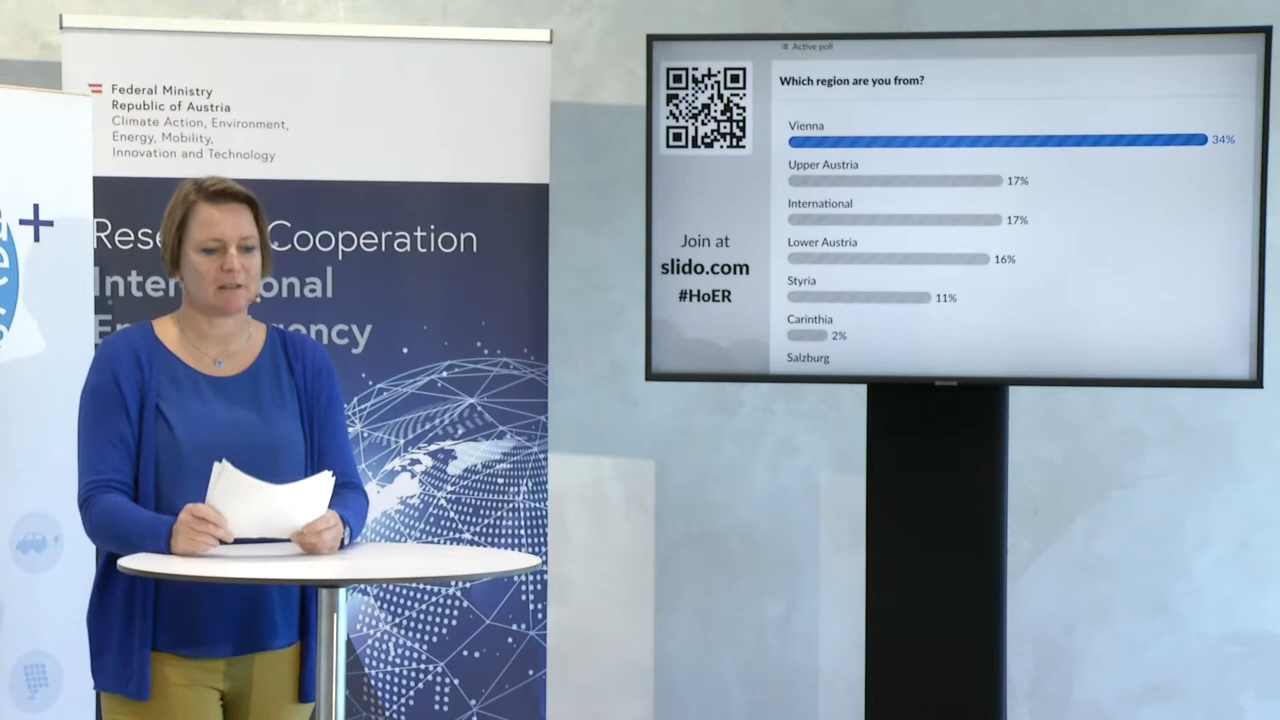 Federal Ministry
Republic of Austria
Climate Action, Environment,
Energy, Mobility,
Innovation and Technology
+
Cooperation
Active poll
Which region are you from?
Vienna
34%
Upper Austria
17%
International
17%
Lower Austria
16%
Styria
11%
Carinthia
2%
Salzburg
Join at
slido.com
#HoER